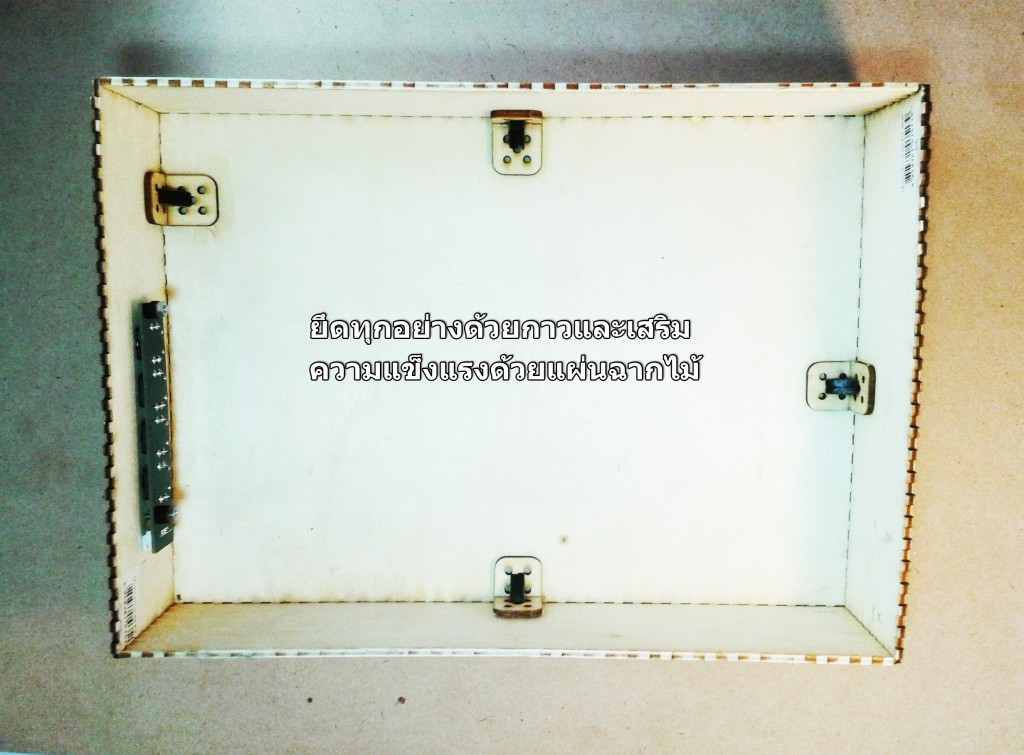 ยึดทุกอย่างด้วยกาวและเสริม
ความแข็งแรงด้วยแผ่นฉากไม้